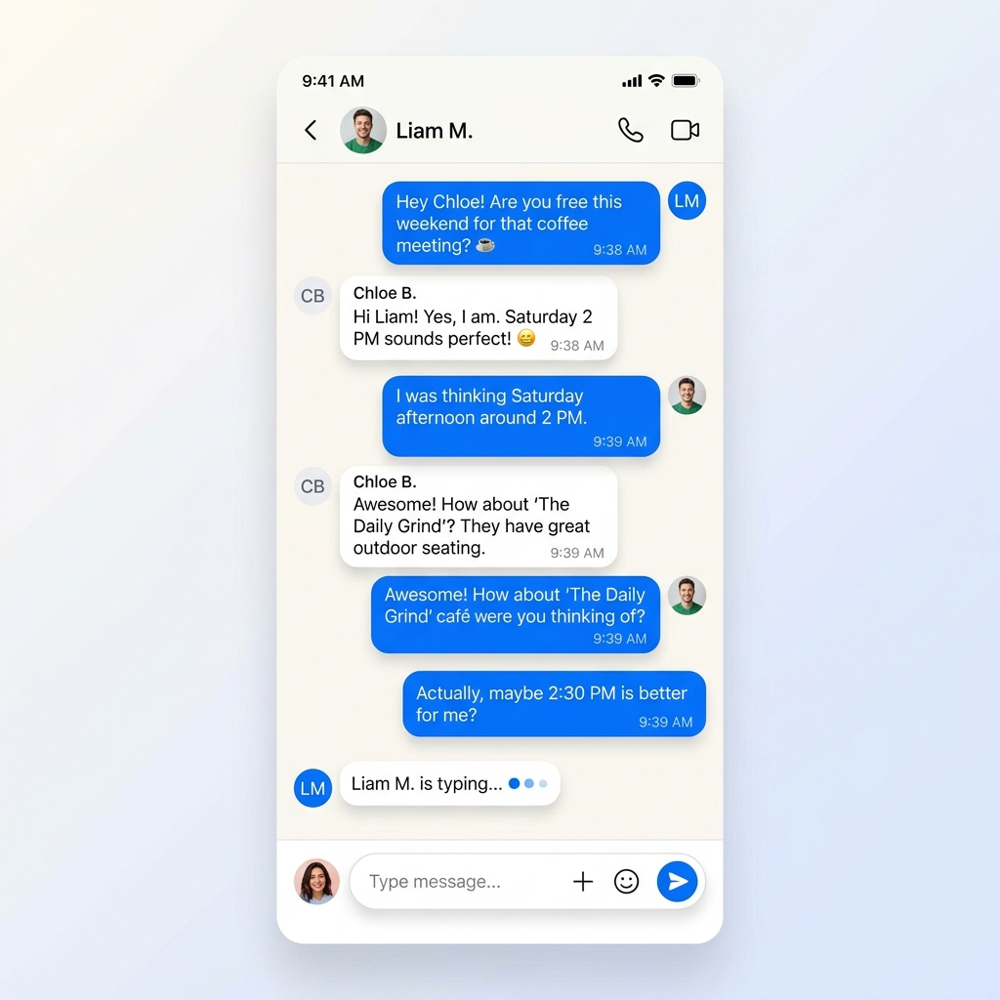 9:41 AM
Liam M.
Hey Chloe! Are you free this
weekend for that coffee
meeting? ☕
9:38 AM
LM
CB
Chloe B.
Hi Liam! Yes, I am. Saturday 2
PM sounds perfect! 😄
9:38 AM
I was thinking Saturday
afternoon around 2 PM.
9:39 AM
CB
Chloe B.
Awesome! How about ‘The
Daily Grind’? They have great
outdoor seating.
9:39 AM
Awesome! How about ‘The Daily
Grind’ café were you thinking of?
9:39 AM
Actually, maybe 2:30 PM is better
for me?
9:39 AM
LM
Liam M. is typing...
Type message...